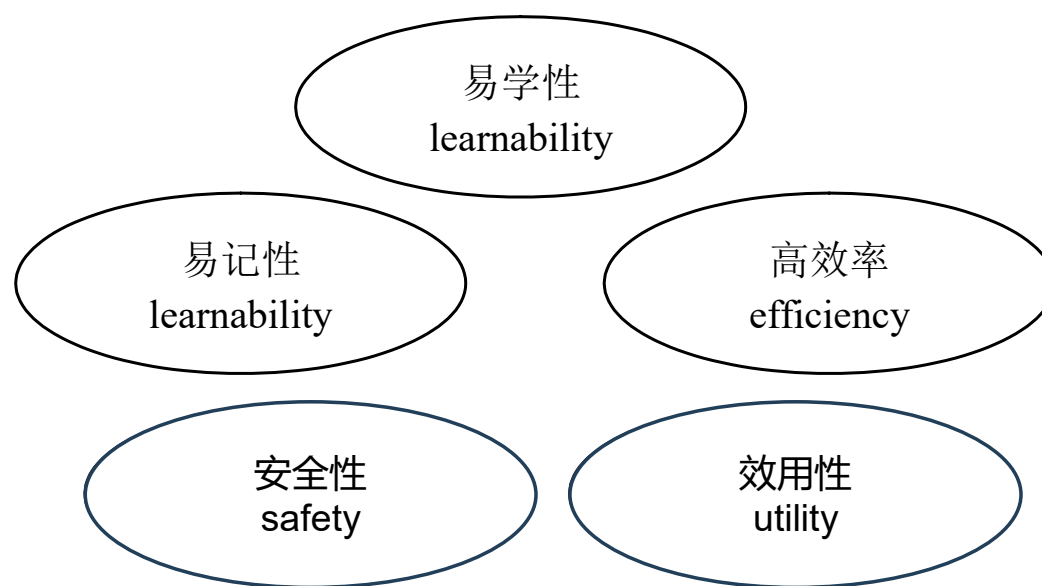 易学性
learnability
易记性
learnability
高效率
efficiency
安全性
safety
效用性
utility